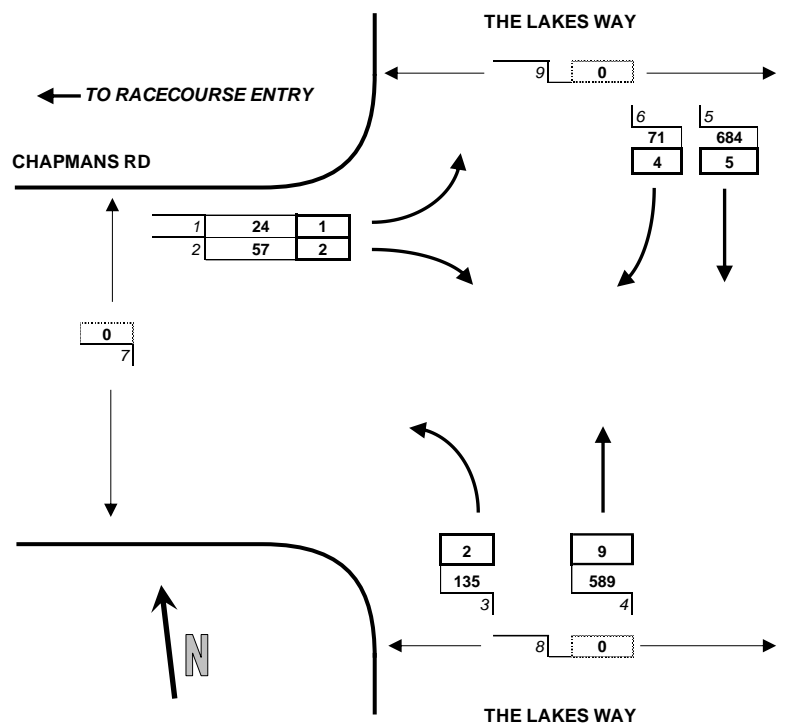 THE LAKES WAY
9 0
TO RACECOURSE ENTRY
6 5
71 684
4 5
CHAPMANS RD
1 24 1
2 57 2
0
7
2 9
135 589
3 4
8 0
N
THE LAKES WAY